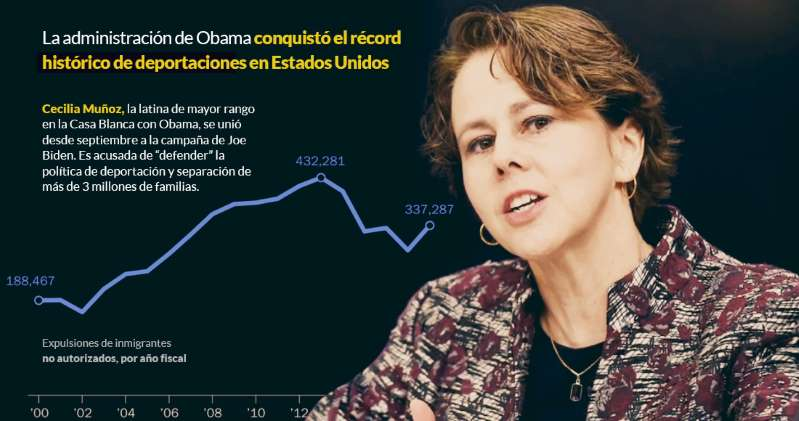 La administración de Obama conquistó el récord
histórico de deportaciones en Estados Unidos
Cecilia Muñoz, la latina de mayor rango
en la Casa Blanca con Obama, se unió
desde septiembre a la campaña de Joe
Biden. Es acusada de “defender” la
política de deportación y separación de
más de 3 millones de familias.
432,281
337,287
188,467
Expulsiones de inmigrantes
no autorizados, por año fiscal
'00 '02 '04 '06 '08 '10 '12